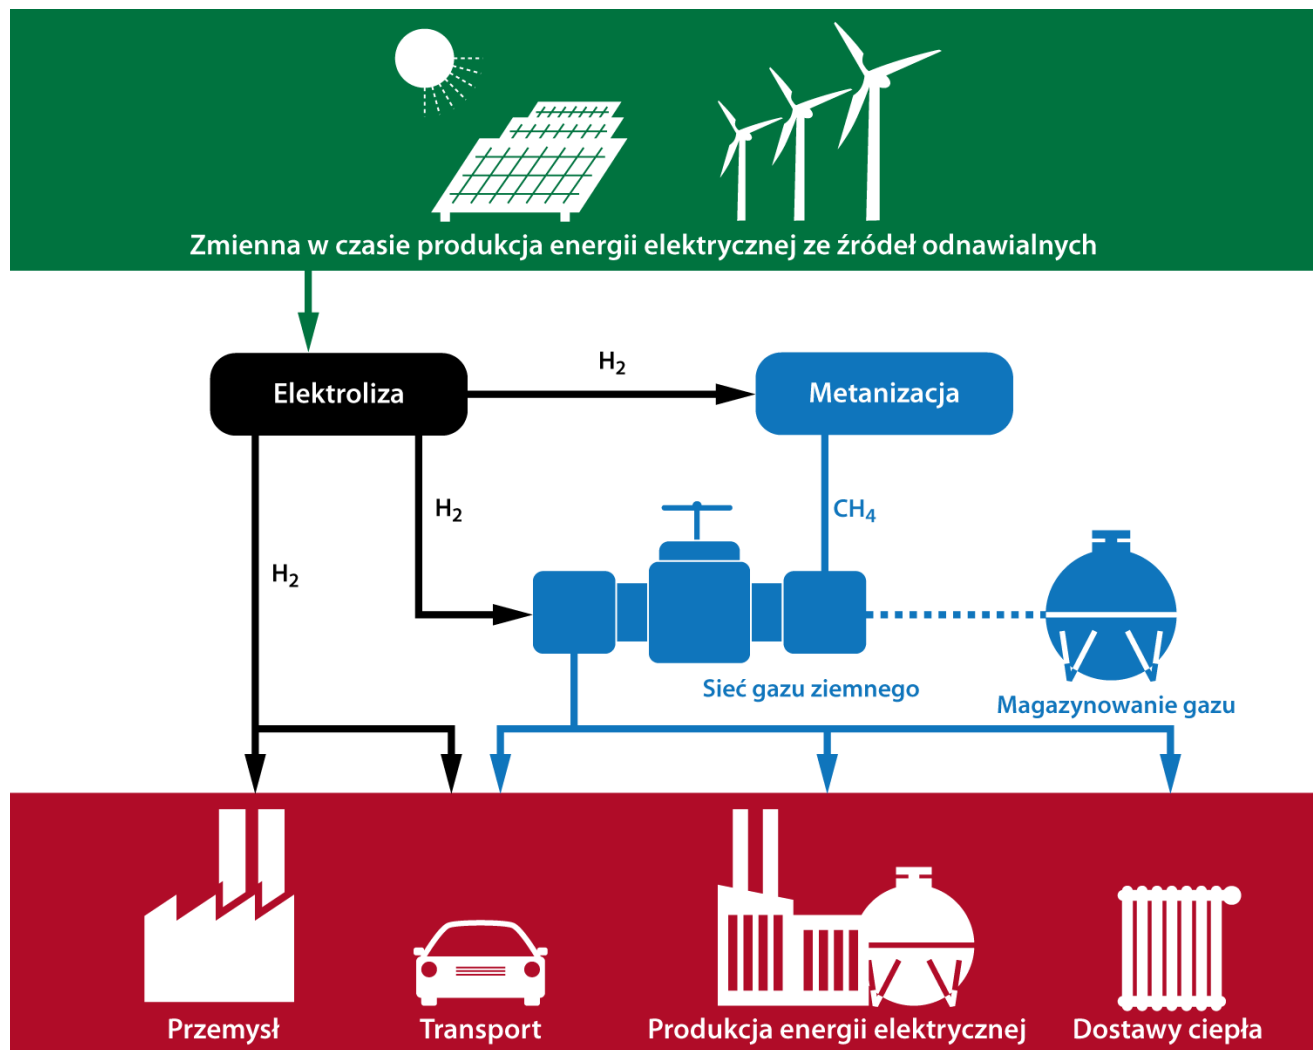 Zmienna w czasie produkcja energii elektrycznej ze źródeł odnawialnych
H₂
Elektroliza
Metanizacja
H₂
CH₄
H₂
Sieć gazu ziemnego
Magazynowanie gazu
Przemysł
Transport
Produkcja energii elektrycznej
Dostawy ciepła